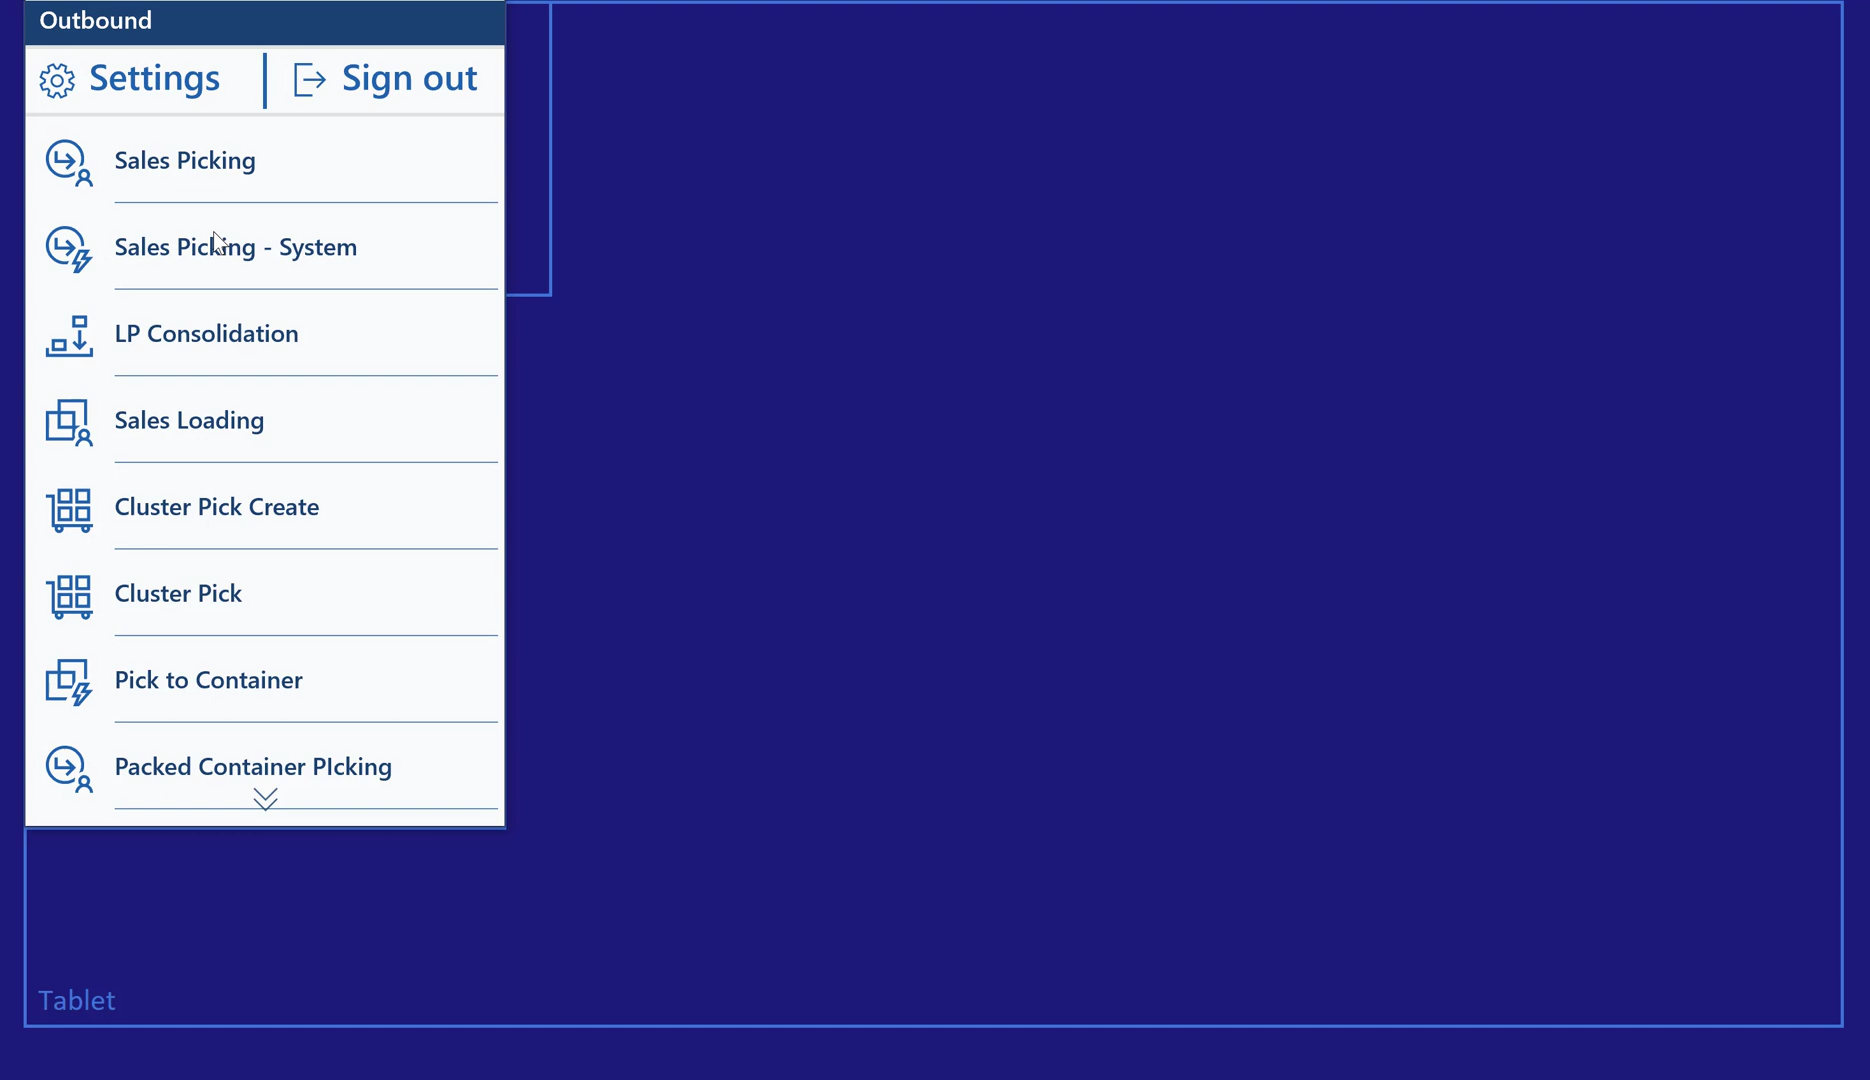 Outbound
Settings
Sign out
Sales Picking
Sales Picking - System
LP Consolidation
Sales Loading
Cluster Pick Create
Cluster Pick
Pick to Container
Packed Container PIcking
Tablet